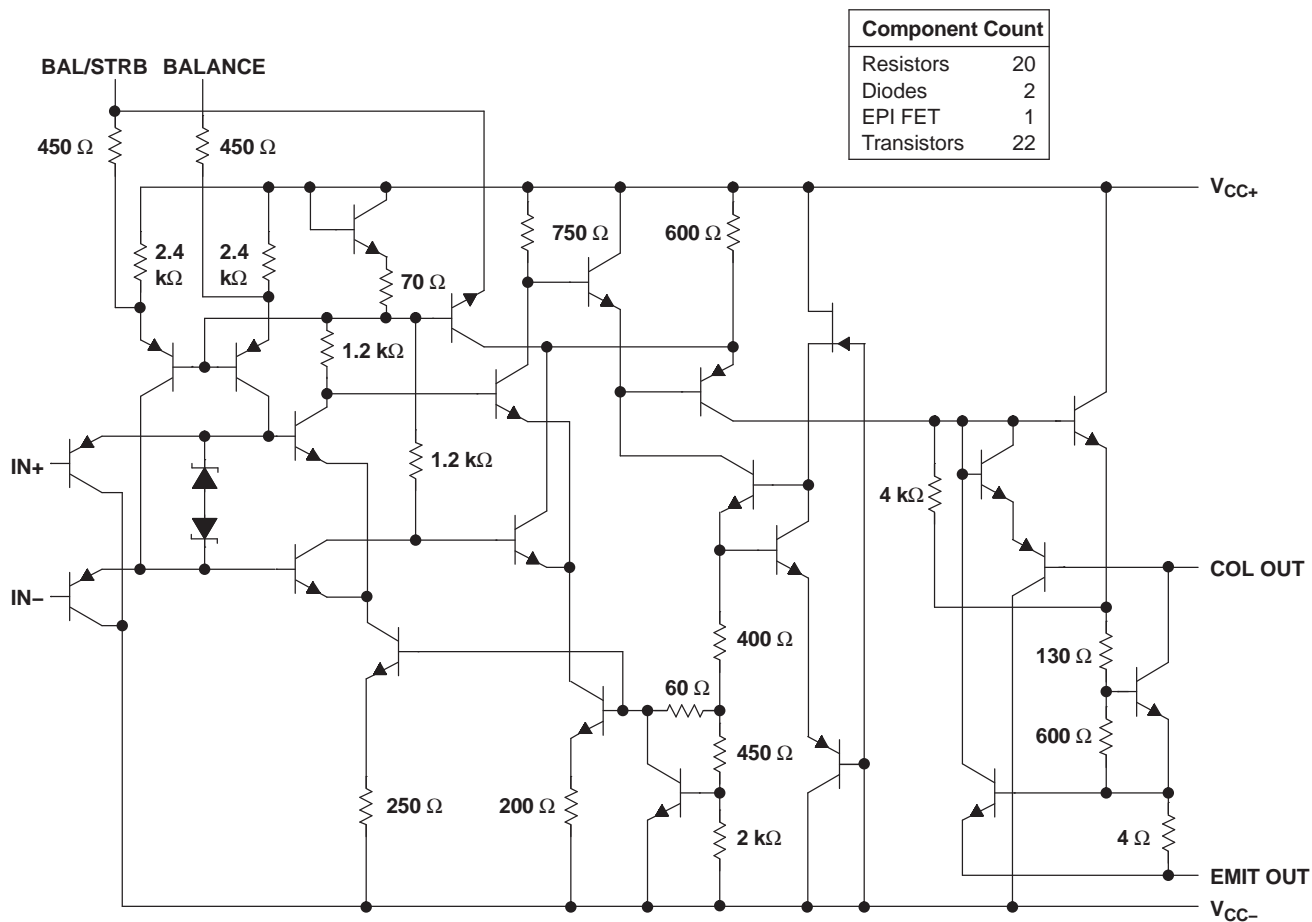 Component Count
Resistors 20
Diodes 2
EPI FET 1
Transistors 22
BAL/STRB BALANCE
450 Ω 450 Ω
VCC+
2.4
kΩ
2.4
kΩ
70 Ω
750 Ω 600 Ω
1.2 kΩ
IN+
1.2 kΩ
4 kΩ
COL OUT
IN−
400 Ω
130 Ω
60 Ω
450 Ω
600 Ω
250 Ω 200 Ω
2 kΩ
4 Ω
EMIT OUT
VCC−